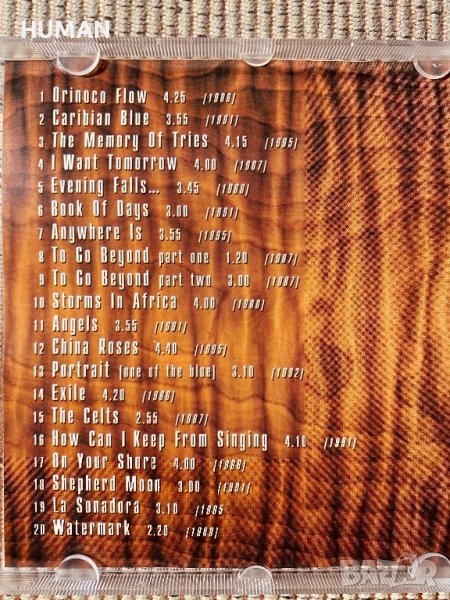 HUMAN
1 Orinoco Flow 4.25 [1988]
2 Caribian Blue 3.55 [1991]
3 The Memory Of Tries 4.15 [1995]
4 I Want Tomorrow 4.00 [1987]
5 Evening Falls... 3.45 [1988]
6 Book Of Days 3.00 [1991]
7 Anywhere Is 3.55 [1995]
8 To Go Beyond part one 1.20 [1987]
9 To Go Beyond part two 3.00 [1987]
10 Storms In Africa 4.00 [1988]
11 Angels 3.55 [1991]
12 China Roses 4.40 [1995]
13 Portrait (one of the blue) 3.10 [1992]
14 Exile 4.20 [1988]
15 The Celts 2.55 [1987]
16 How Can I Keep From Singing 4.10 [1991]
17 On Your Shore 4.00 [1988]
18 Shepherd Moon 3.00 [1991]
19 La Sonadora 3.10 [1995
20 Watermark 2.20 [1988]
BAZAR